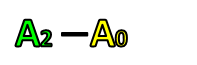 A₂ – A₀